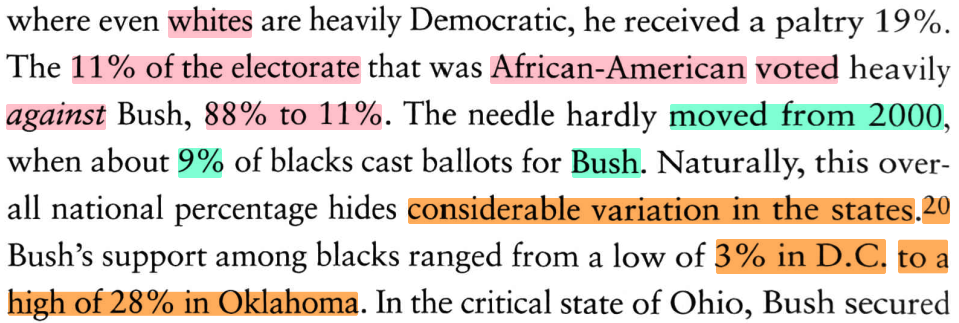 where even whites are heavily Democratic, he received a paltry 19%.
The 11% of the electorate that was African-American voted heavily
against Bush, 88% to 11%. The needle hardly moved from 2000,
when about 9% of blacks cast ballots for Bush. Naturally, this over-
all national percentage hides considerable variation in the states.20
Bush's support among blacks ranged from a low of 3% in D.C. to a
high of 28% in Oklahoma. In the critical state of Ohio, Bush secured